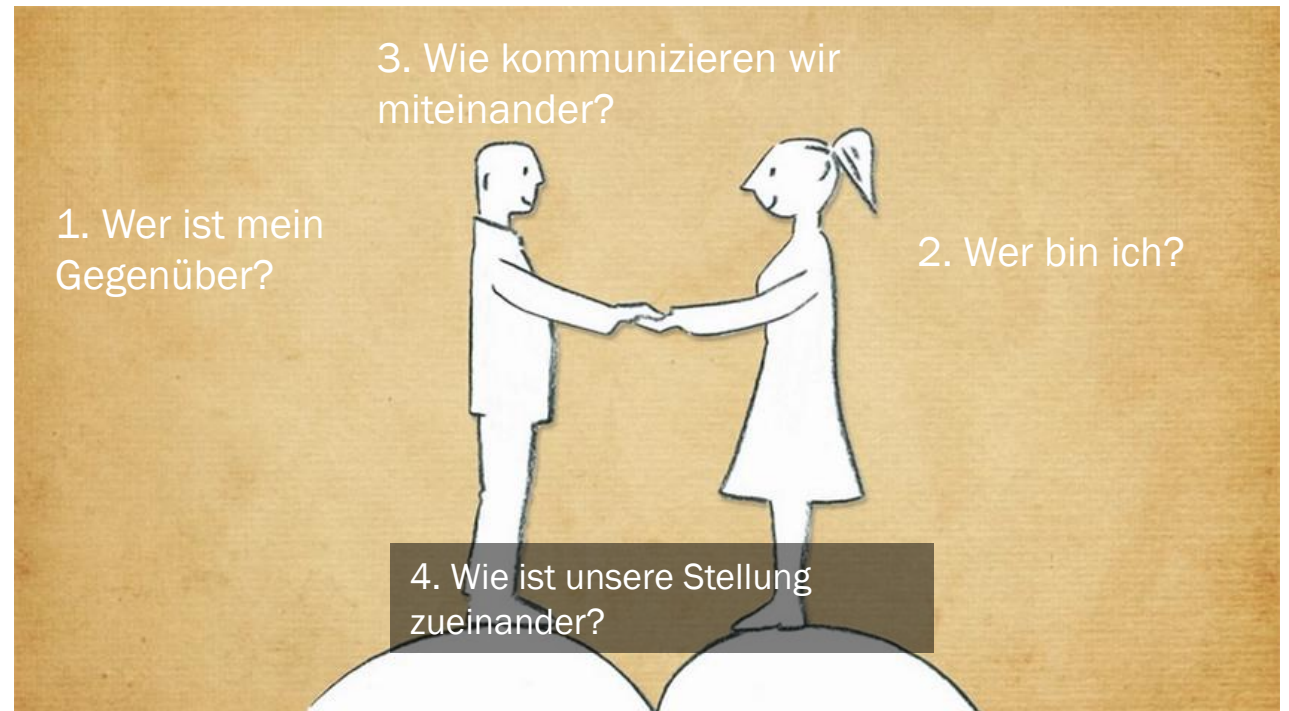 3. Wie kommunizieren wir
miteinander?
1. Wer ist mein
Gegenüber?
2. Wer bin ich?
4. Wie ist unsere Stellung
zueinander?